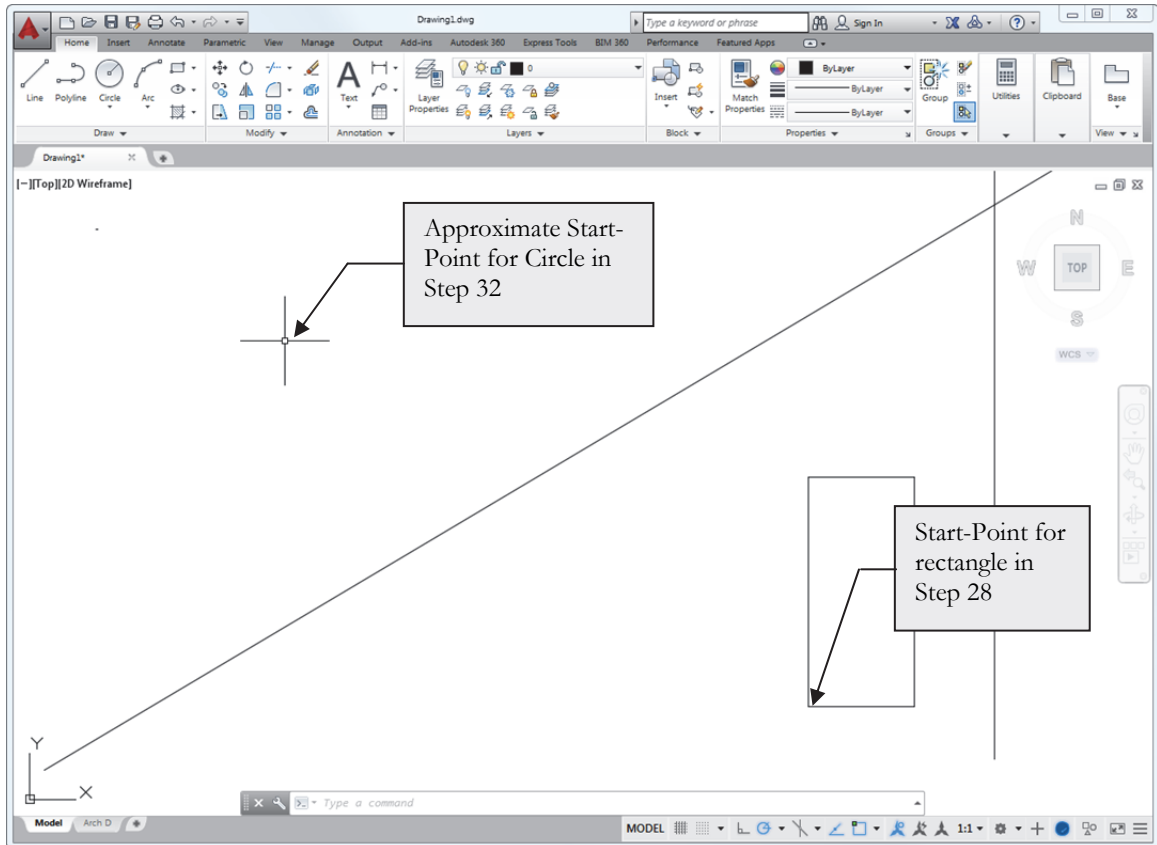 Drawing1.dwg
Type a keyword or phrase
Sign In
Home Insert Annotate Parametric View Manage Output Add-ins Autodesk 360 Express Tools BIM 360 Performance Featured Apps
0
ByLayer
ByLayer
ByLayer
Line Polyline Circle Arc
Text
Layer Properties
Insert
Match Properties
Group
Utilities
Clipboard
Base
Draw Modify Annotation Layers Block Properties Groups View
Drawing1*
[−][Top][2D Wireframe]
Approximate Start-
Point for Circle in
Step 32
N
W TOP E
S
WCS
Start-Point for
rectangle in
Step 28
Y
X
Type a command
Model Arch D
MODEL 1:1